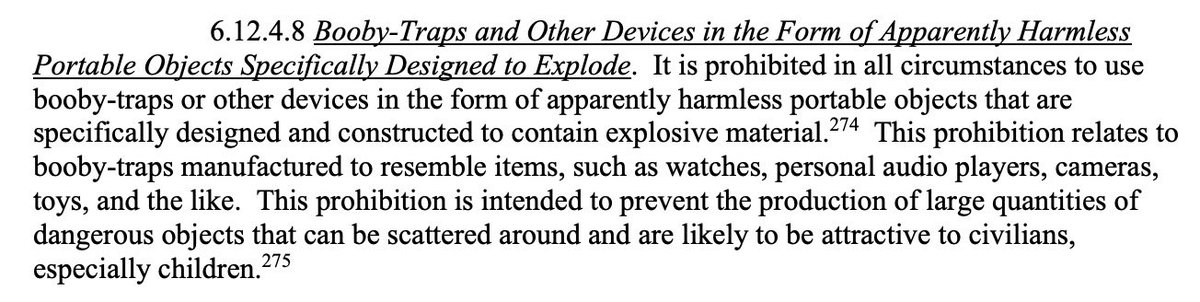 6.12.4.8 Booby-Traps and Other Devices in the Form of Apparently Harmless
Portable Objects Specifically Designed to Explode. It is prohibited in all circumstances to use
booby-traps or other devices in the form of apparently harmless portable objects that are
specifically designed and constructed to contain explosive material.274 This prohibition relates to
booby-traps manufactured to resemble items, such as watches, personal audio players, cameras,
toys, and the like. This prohibition is intended to prevent the production of large quantities of
dangerous objects that can be scattered around and are likely to be attractive to civilians,
especially children.275